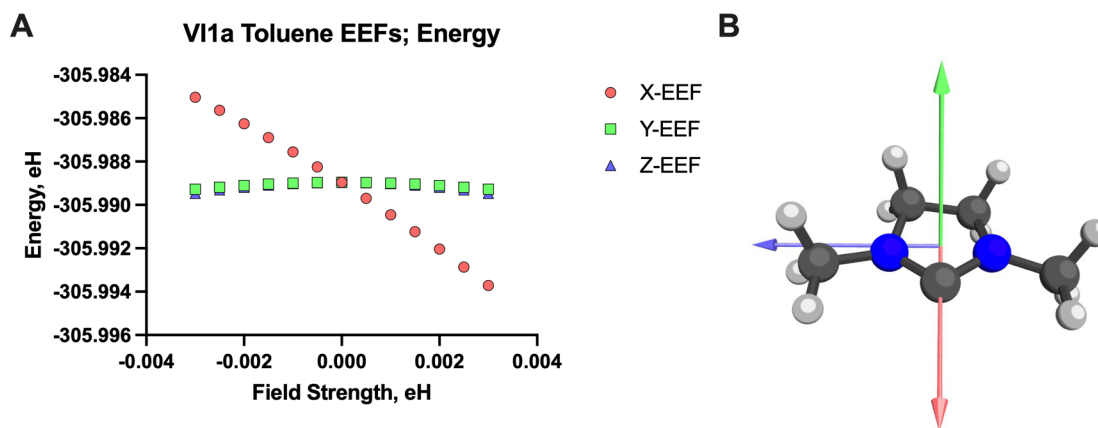 A
VI1a Toluene EEFs; Energy
-305.984
-305.986
-305.988
-305.990
-305.992
-305.994
-305.996
Energy, eH
-0.004
-0.002
0.000
0.002
0.004
Field Strength, eH
X-EEF
Y-EEF
Z-EEF
B